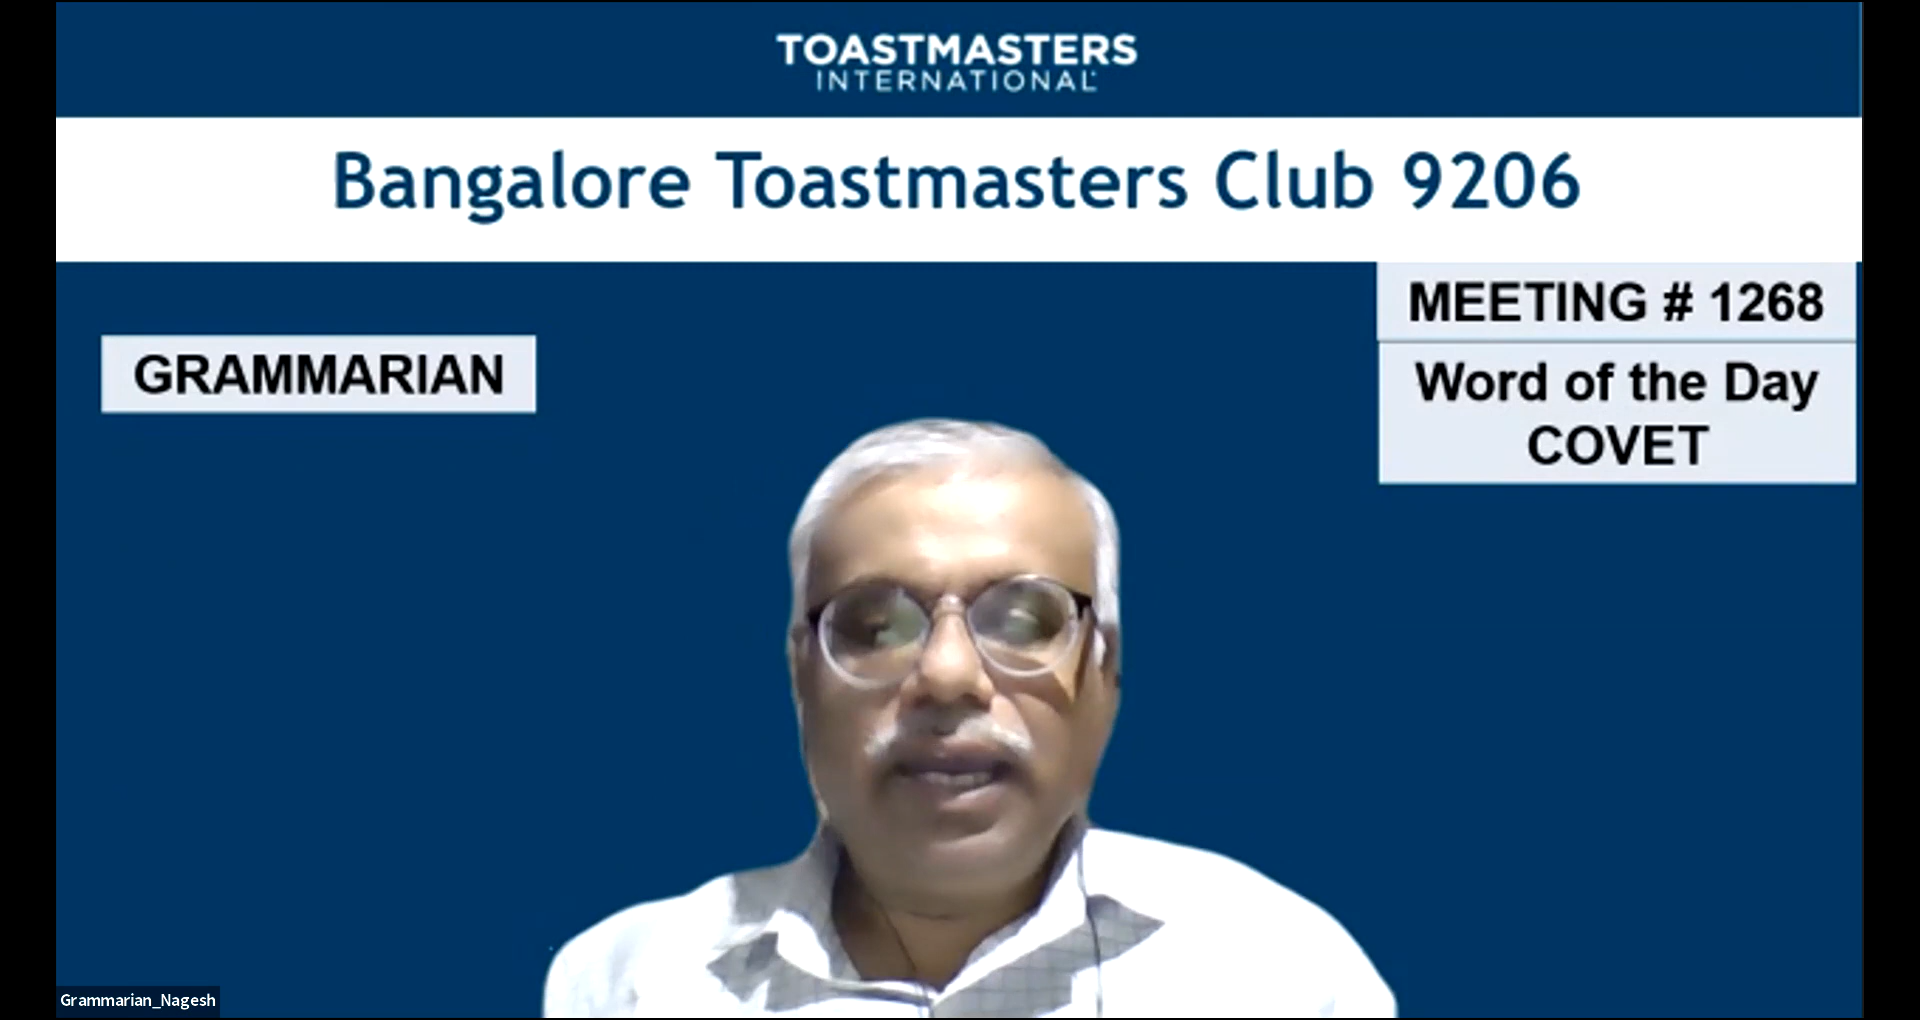 TOASTMASTERS
INTERNATIONAL
Bangalore Toastmasters Club 9206
MEETING # 1268
GRAMMARIAN
Word of the Day
COVET
Grammarian_Nagesh